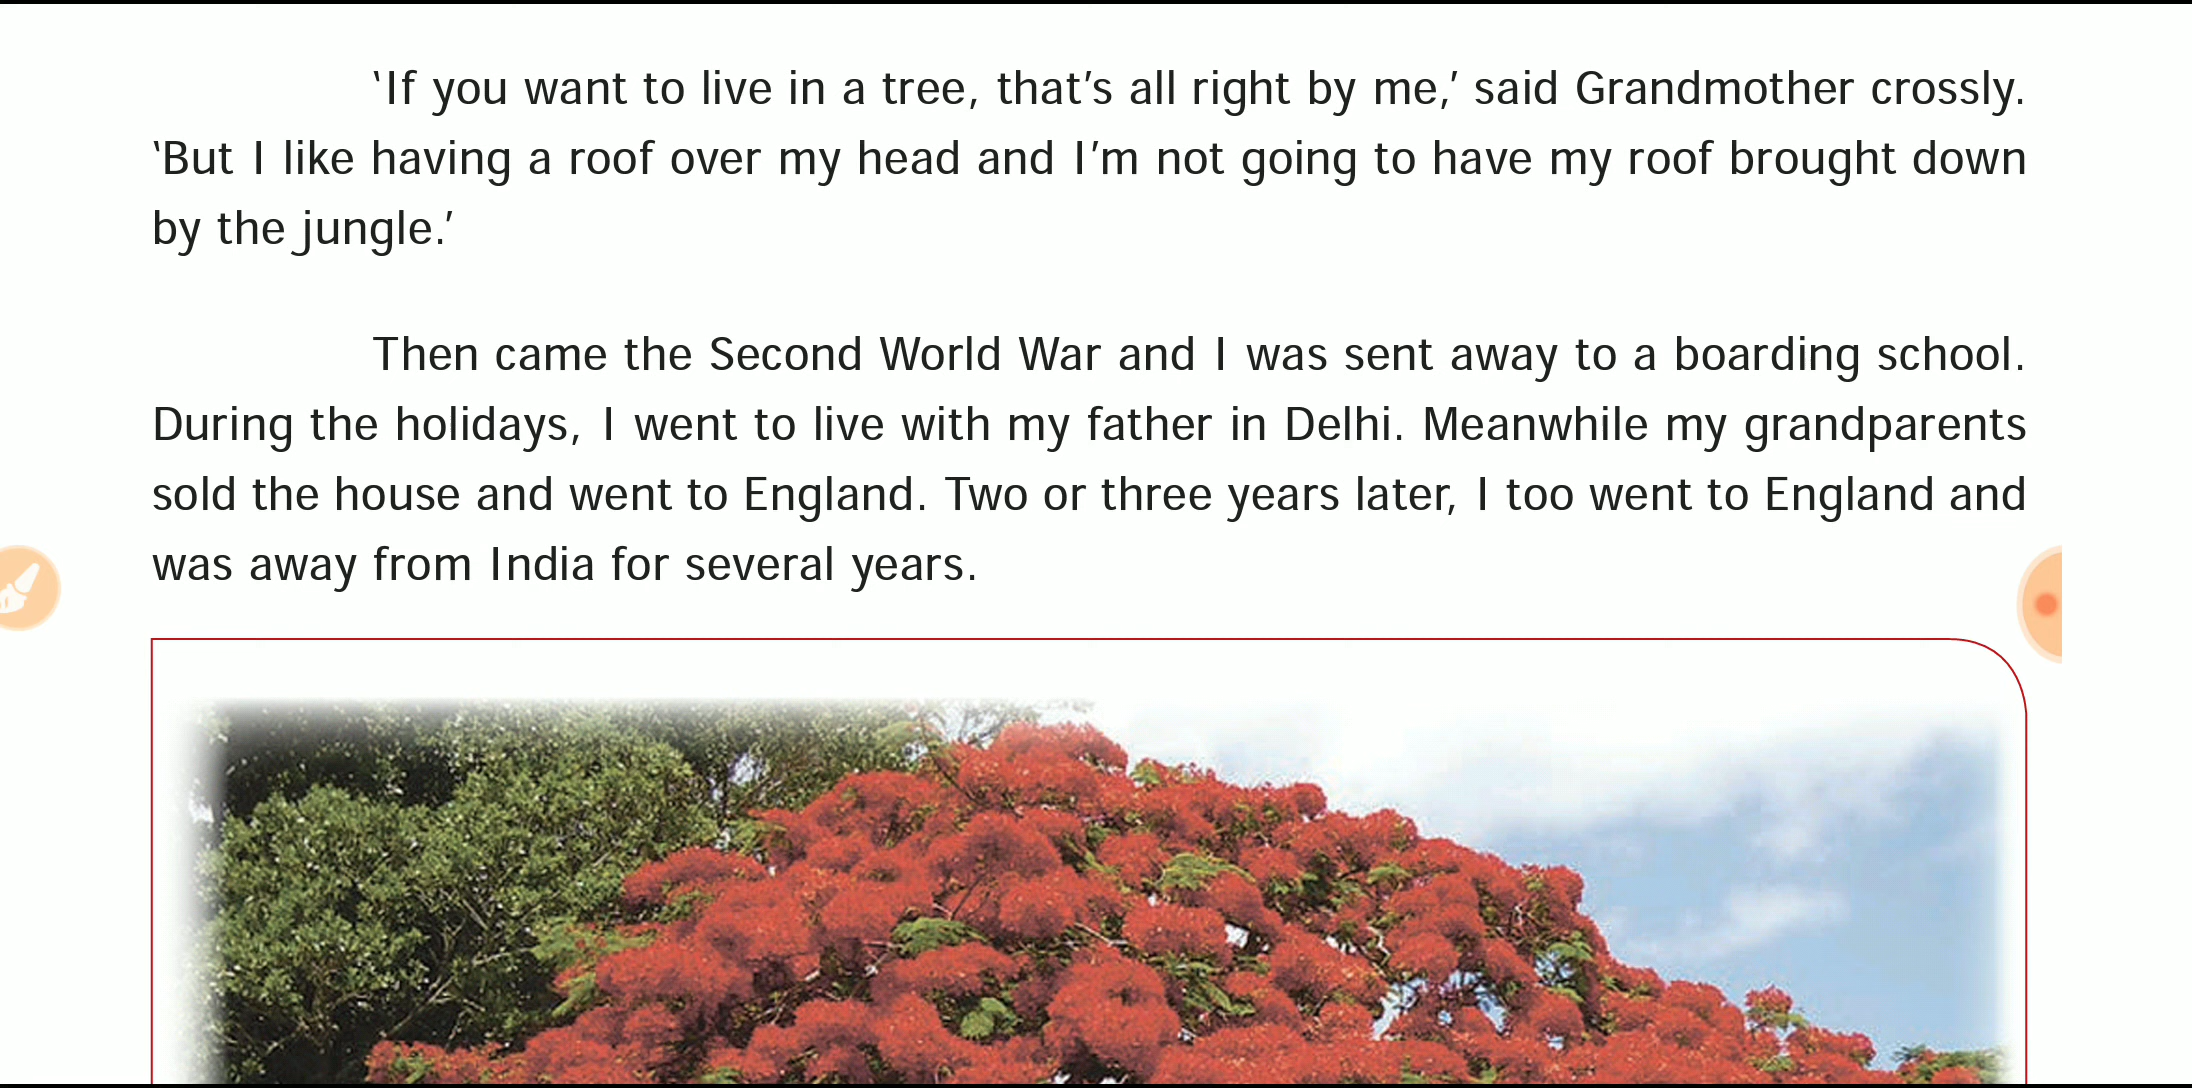 ‘If you want to live in a tree, that’s all right by me,’ said Grandmother crossly.
‘But I like having a roof over my head and I’m not going to have my roof brought down
by the jungle.’
Then came the Second World War and I was sent away to a boarding school.
During the holidays, I went to live with my father in Delhi. Meanwhile my grandparents
sold the house and went to England. Two or three years later, I too went to England and
was away from India for several years.